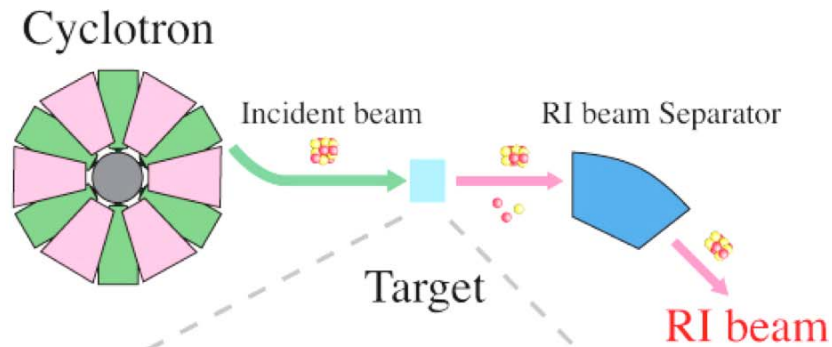 Cyclotron
Incident beam
RI beam Separator
Target
RI beam